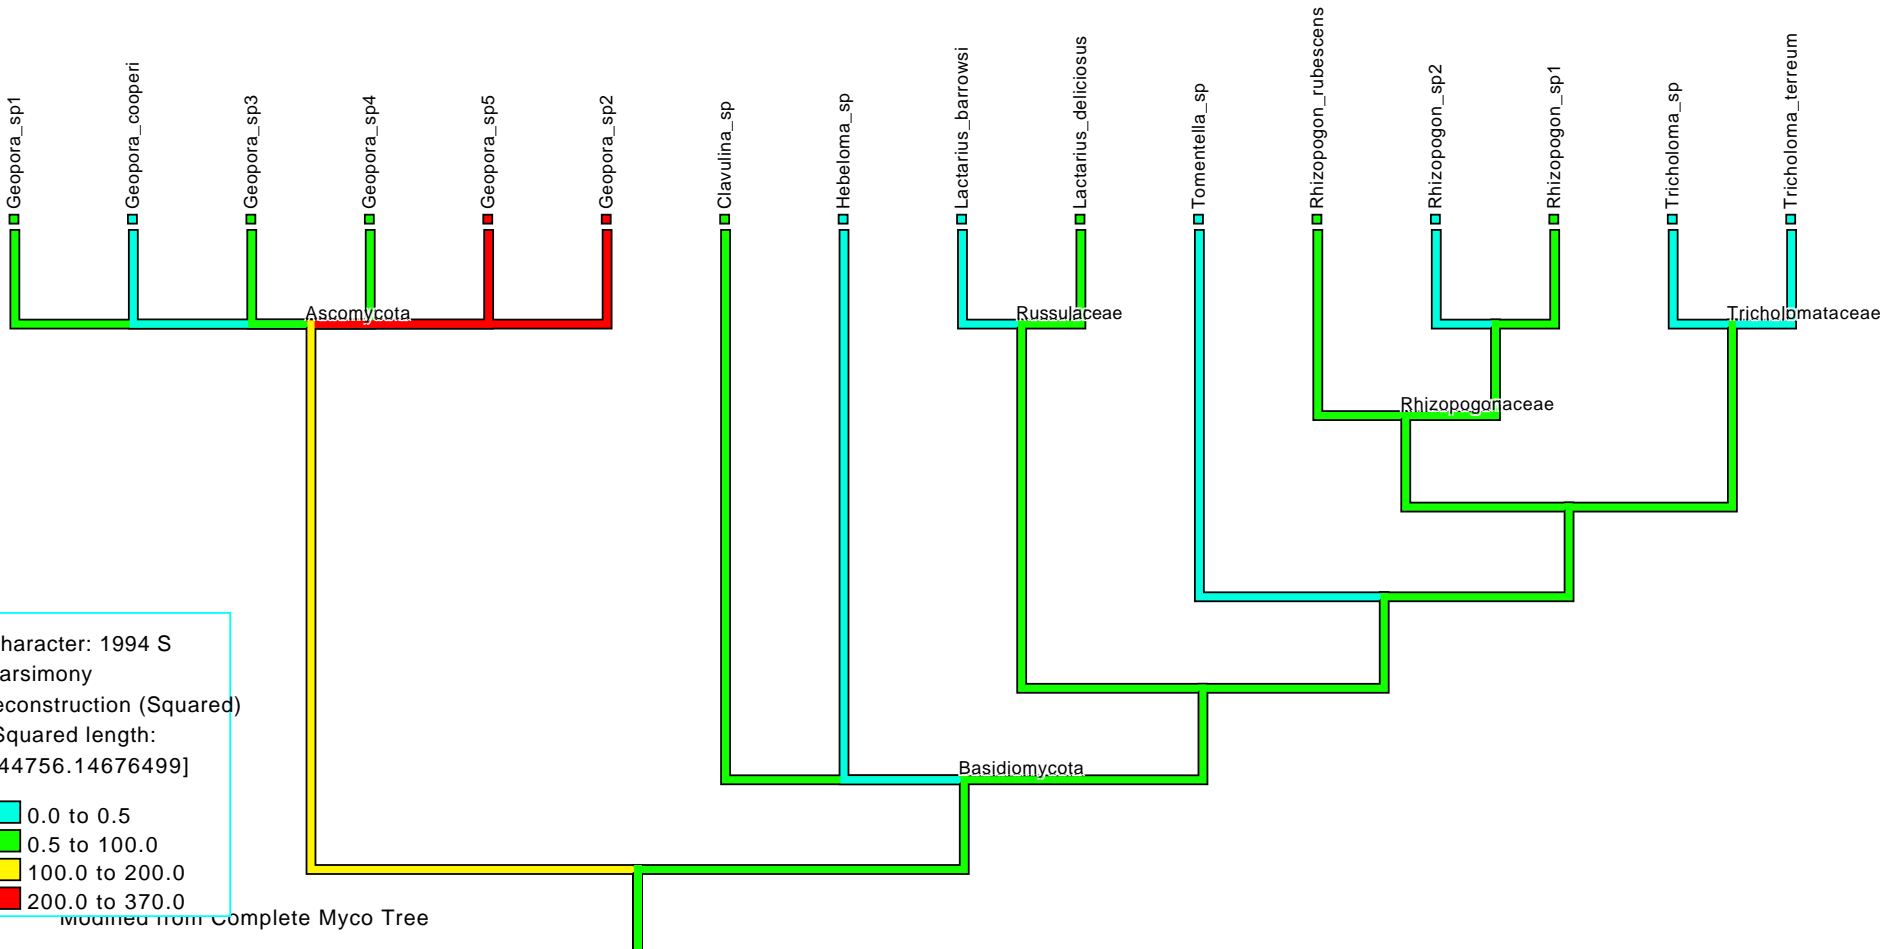 Geopora_sp1
Geopora_cooperi
Geopora_sp3
Geopora_sp4
Geopora_sp5
Geopora_sp2
Clavulina_sp
Hebeloma_sp
Lactarius_barrowsi
Lactarius_deliciosus
Tomentella_sp
Rhizopogon_rubescens
Rhizopogon_sp2
Rhizopogon_sp1
Tricholoma_sp
Tricholoma_terreum
Ascomycota
Russulaceae
Tricholomataceae
Rhizopogonaceae
Basidiomycota
haracter: 1994 S
arsimony
econstruction (Squared)
Squared length:
44756.14676499]
0.0 to 0.5
0.5 to 100.0
100.0 to 200.0
200.0 to 370.0
Modified from Complete Myco Tree